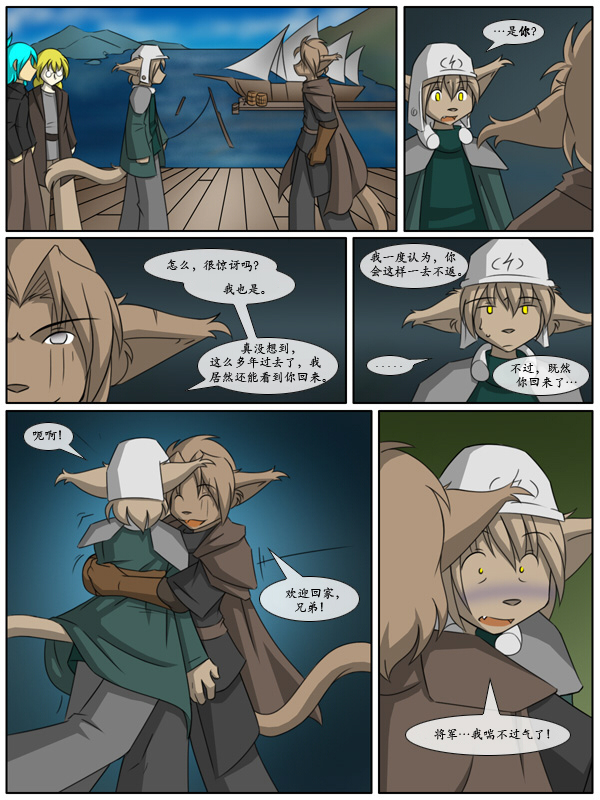 …是你？
怎么，很惊讶吗？
我也是。
真没想到，
这么多年过去了，我
居然还能看到你回来。
我一度认为，你
会这样一去不返。
……
不过，既然
你回来了…
呃啊！
欢迎回家，
兄弟！
将军…我喘不过气了！